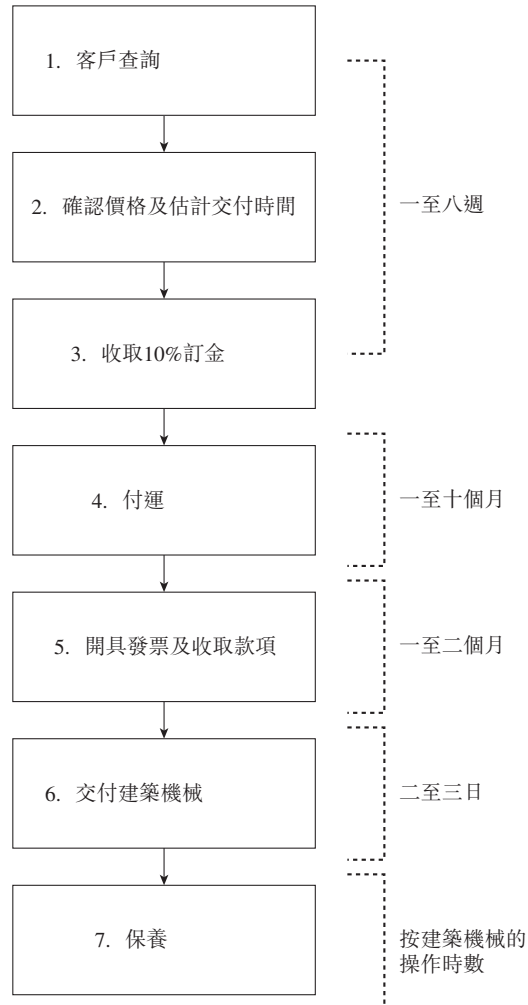 1. 客戶查詢
2. 確認價格及估計交付時間
一至八週
3. 收取10%訂金
4. 付運
一至十個月
5. 開具發票及收取款項
一至二個月
6. 交付建築機械
二至三日
7. 保養
按建築機械的
操作時數